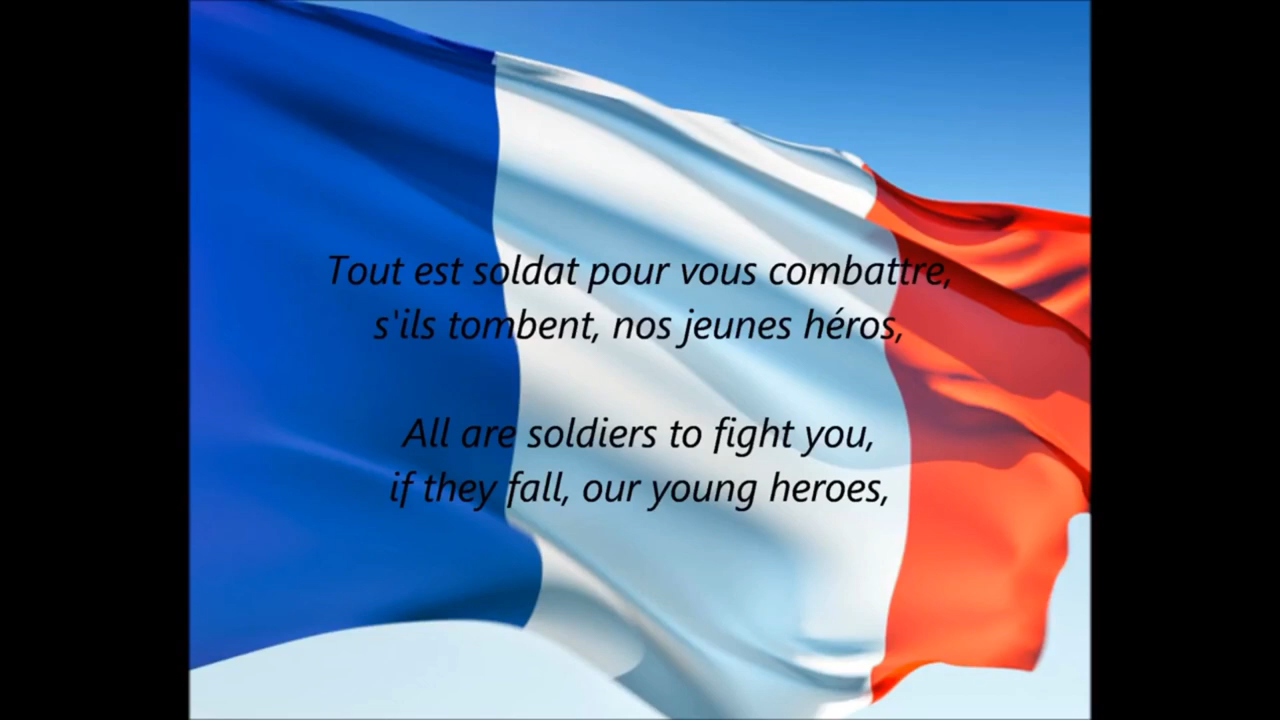 Tout est soldat pour vous combattre,
s'ils tombent, nos jeunes héros,
All are soldiers to fight you,
if they fall, our young heroes,